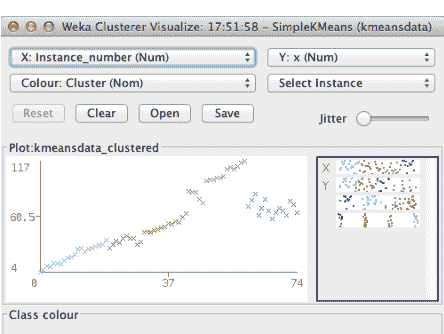 Weka Clusterer Visualize: 17:51:58 – SimpleKMeans (kmeansdata)
X: Instance_number (Num) Y: x (Num)
Colour: Cluster (Nom) Select Instance
Reset Clear Open Save Jitter
Plot:kmeansdata_clustered
117
60.5
4
0 37 74
X
Y
Class colour